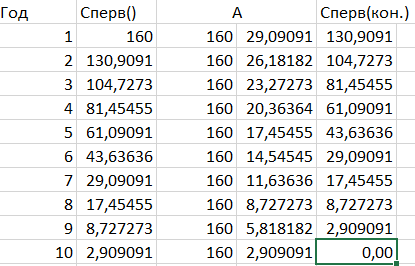 Год Сперв() А Сперв(кон.)
1 160 160 29,09091 130,9091
2 130,9091 160 26,18182 104,7273
3 104,7273 160 23,27273 81,45455
4 81,45455 160 20,36364 61,09091
5 61,09091 160 17,45455 43,63636
6 43,63636 160 14,54545 29,09091
7 29,09091 160 11,63636 17,45455
8 17,45455 160 8,727273 8,727273
9 8,727273 160 5,818182 2,909091
10 2,909091 160 2,909091 0,00